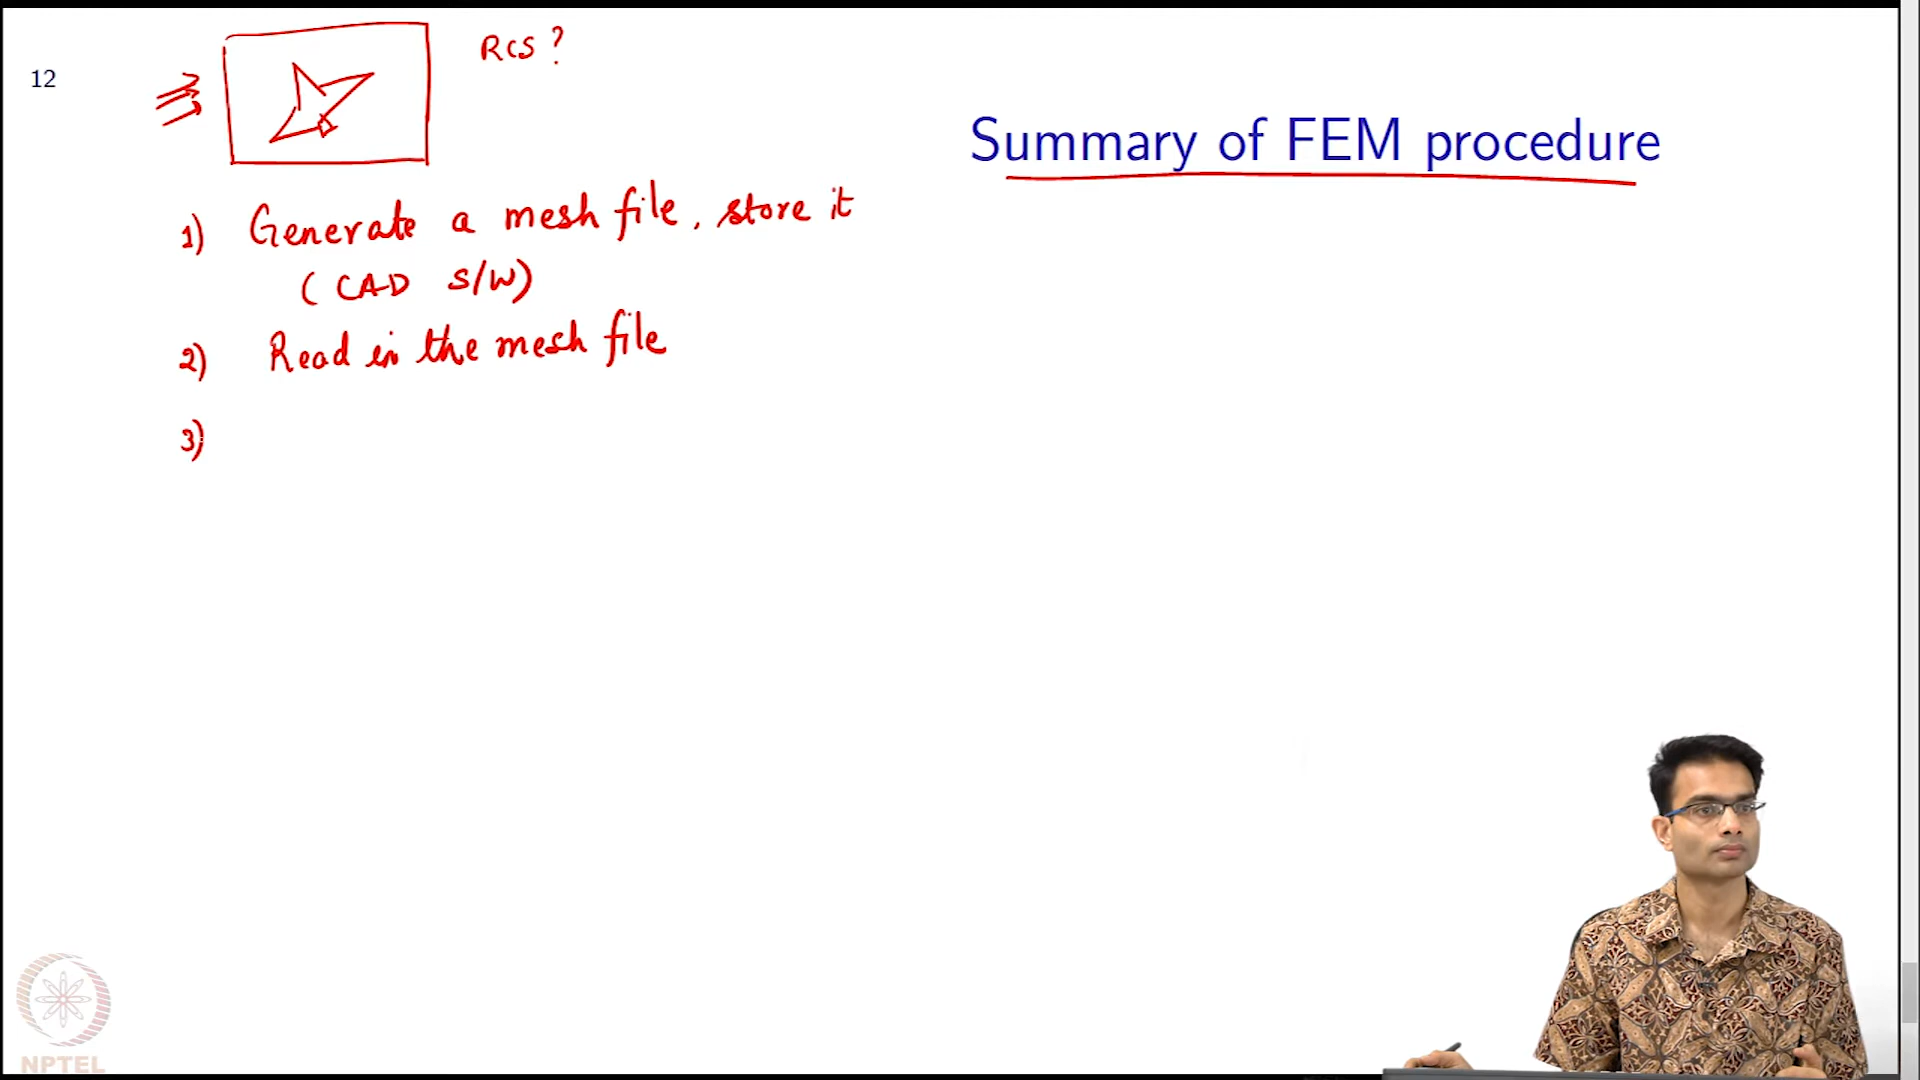 12
RCS ?
Summary of FEM procedure
1) Generate a mesh file, store it
(CAD S/W)
2) Read in the mesh file
3)
NPTEL